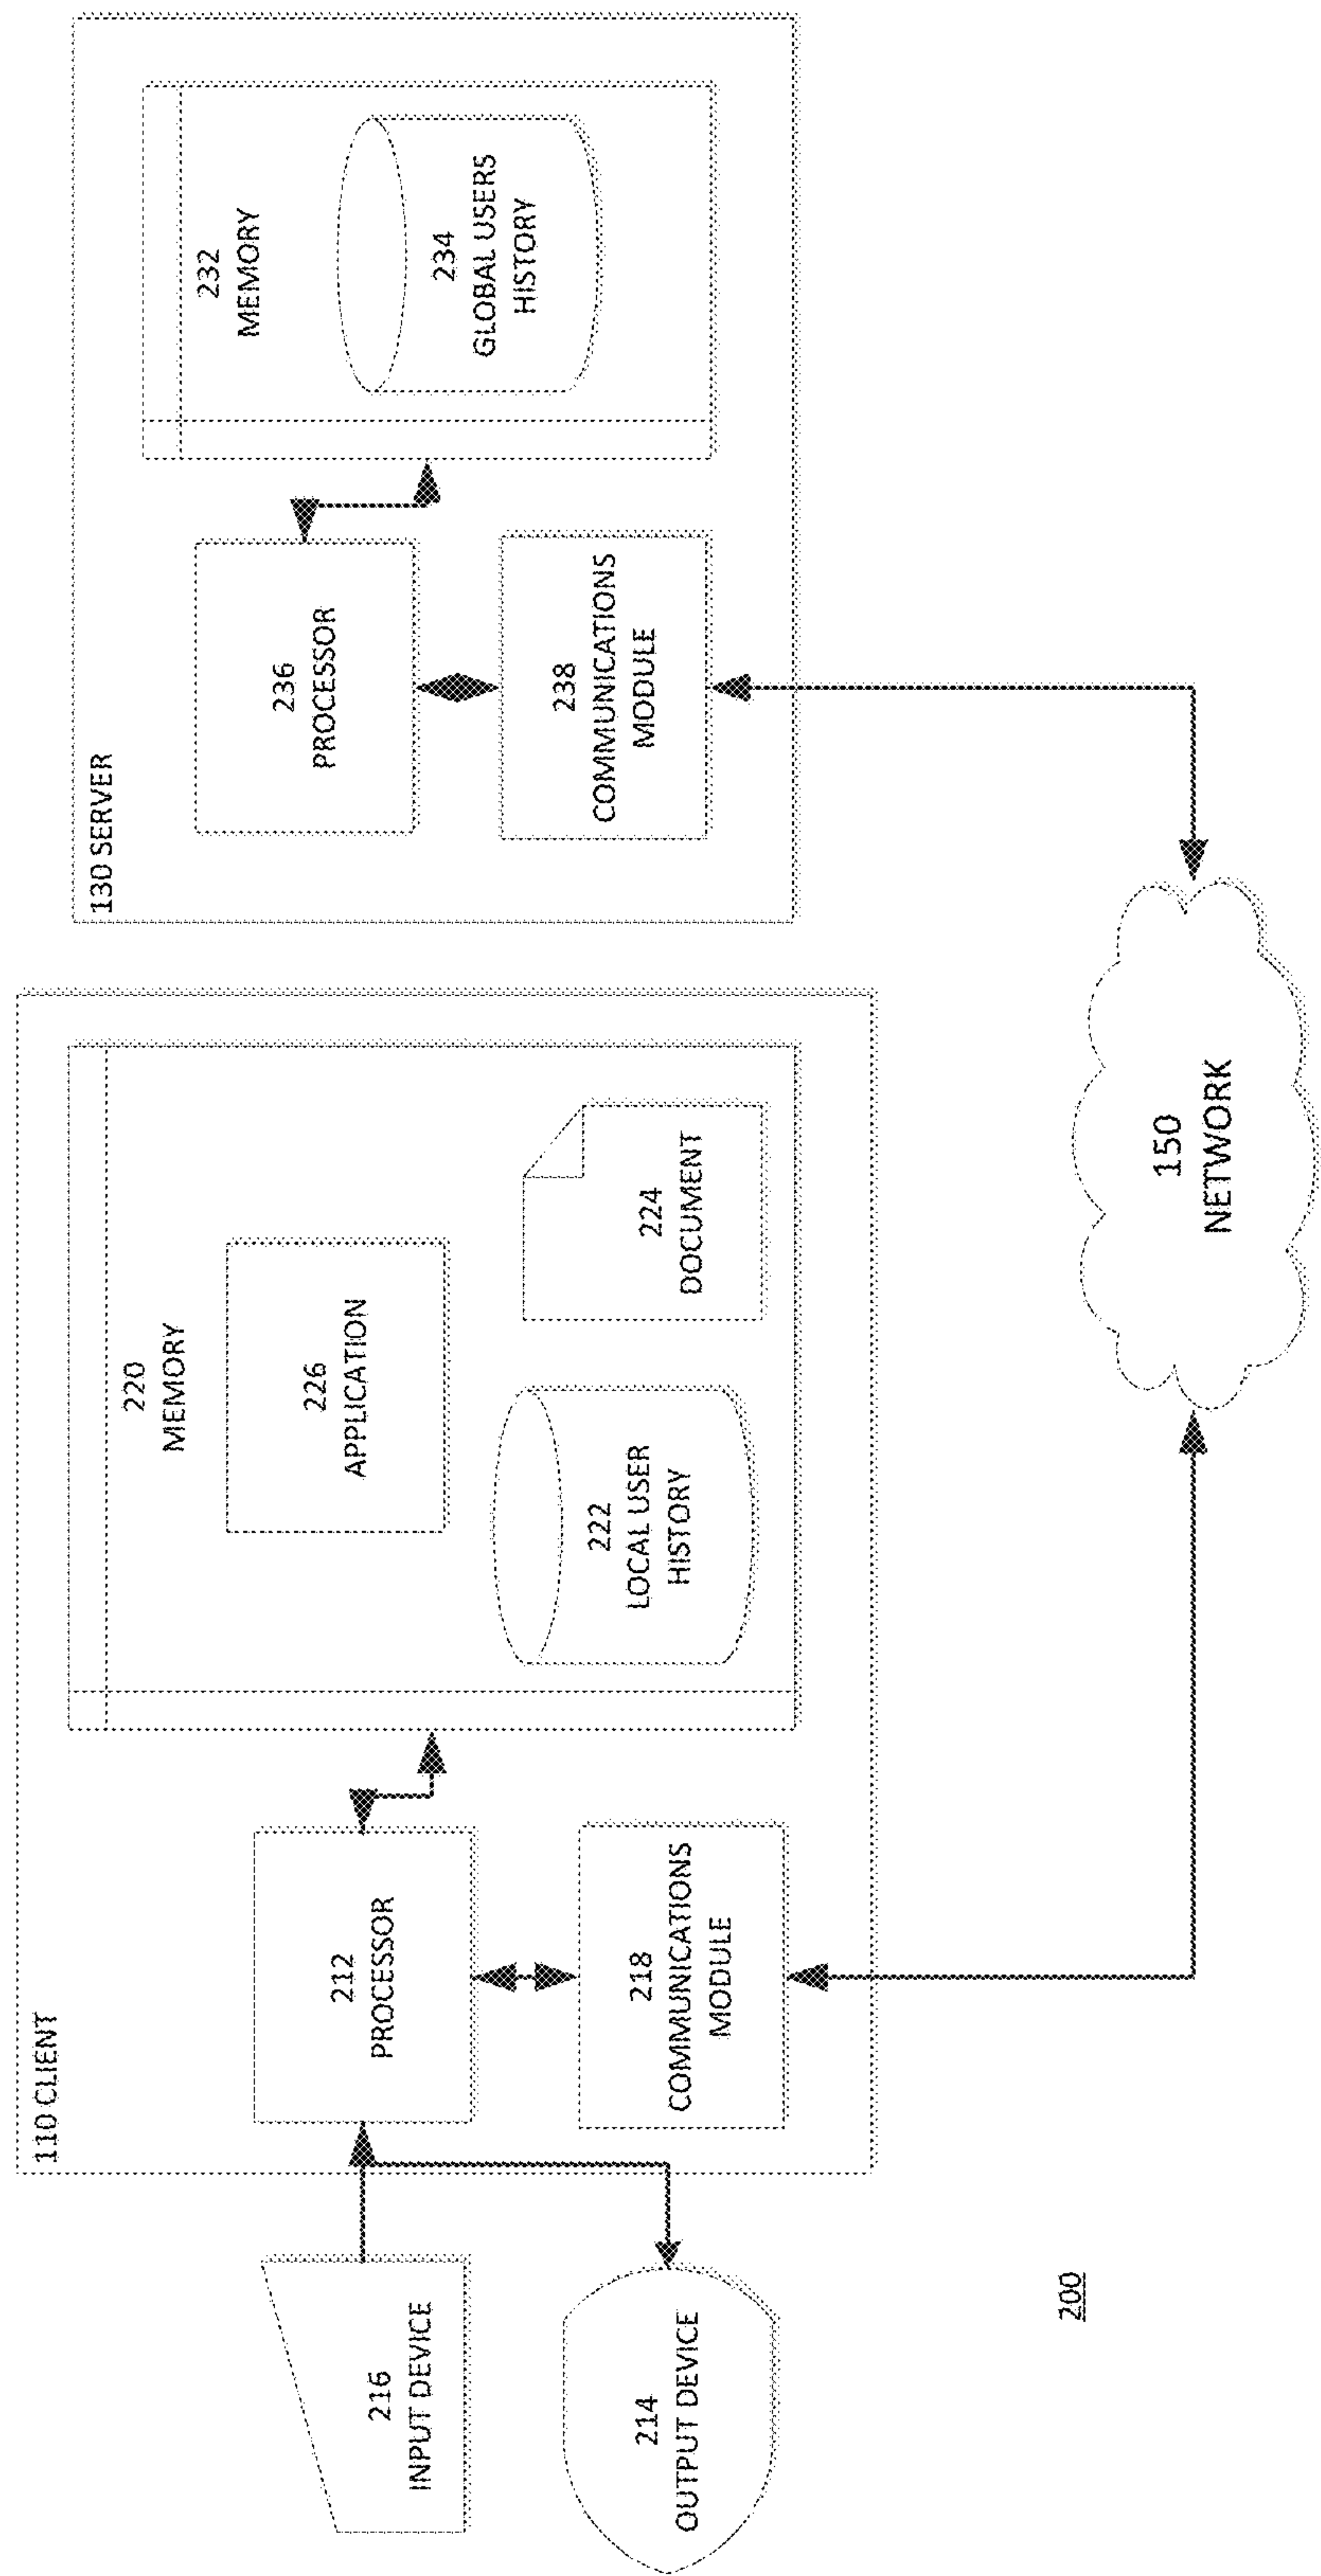 110 CLIENT
216
INPUT DEVICE
214
OUTPUT DEVICE
212
PROCESSOR
218
COMMUNICATIONS
MODULE
220
MEMORY
226
APPLICATION
222
LOCAL USER
HISTORY
224
DOCUMENT
130 SERVER
236
PROCESSOR
238
COMMUNICATIONS
MODULE
232
MEMORY
234
GLOBAL USERS
HISTORY
150
NETWORK
200